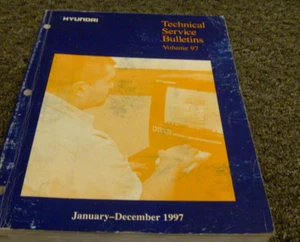 HYUNDAI
Technical
Service
Bulletins
Volume 97
January–December 1997